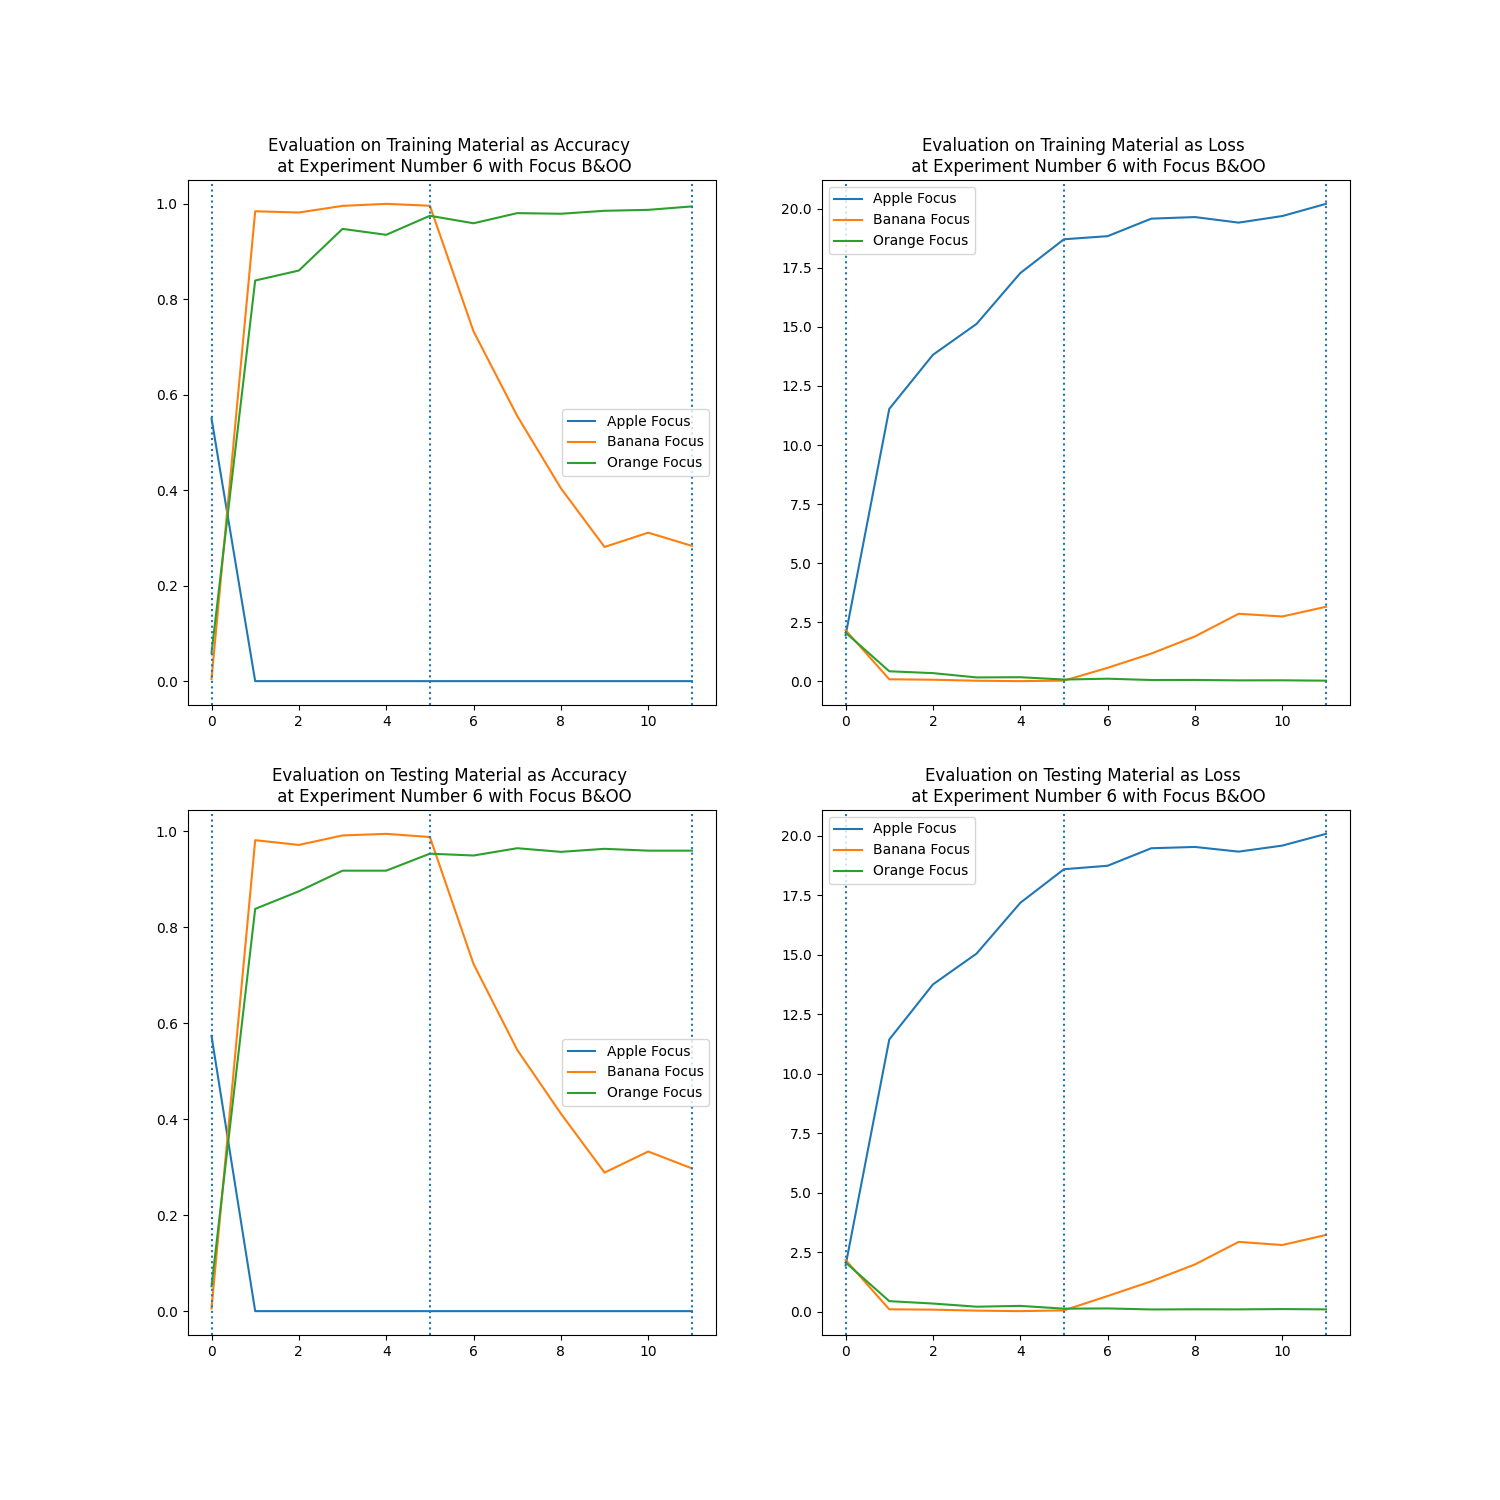 Evaluation on Training Material as Accuracy
at Experiment Number 6 with Focus B&OO
1.0
0.8
0.6
0.4
0.2
0.0
0 2 4 6 8 10
Apple Focus
Banana Focus
Orange Focus
Evaluation on Training Material as Loss
at Experiment Number 6 with Focus B&OO
20.0
17.5
15.0
12.5
10.0
7.5
5.0
2.5
0.0
0 2 4 6 8 10
Apple Focus
Banana Focus
Orange Focus
Evaluation on Testing Material as Accuracy
at Experiment Number 6 with Focus B&OO
1.0
0.8
0.6
0.4
0.2
0.0
0 2 4 6 8 10
Apple Focus
Banana Focus
Orange Focus
Evaluation on Testing Material as Loss
at Experiment Number 6 with Focus B&OO
20.0
17.5
15.0
12.5
10.0
7.5
5.0
2.5
0.0
0 2 4 6 8 10
Apple Focus
Banana Focus
Orange Focus